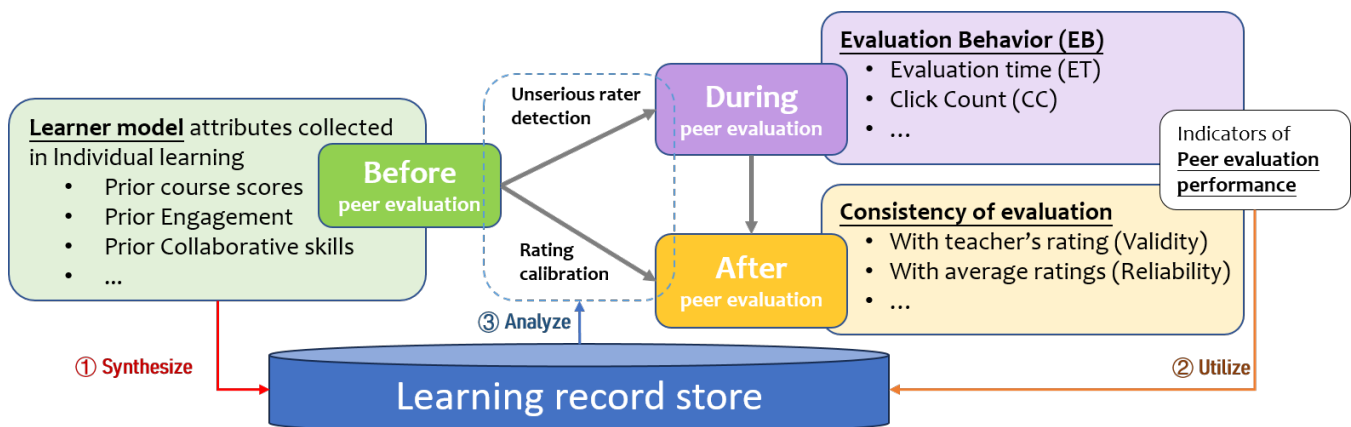 Learner model attributes collected
in Individual learning
• Prior course scores
• Prior Engagement
• Prior Collaborative skills
• ...
Before
peer evaluation
Unserious rater
detection
Rating
calibration
During
peer evaluation
After
peer evaluation
Evaluation Behavior (EB)
• Evaluation time (ET)
• Click Count (CC)
• ...
Consistency of evaluation
• With teacher’s rating (Validity)
• With average ratings (Reliability)
• ...
Indicators of
Peer evaluation
performance
① Synthesize
③ Analyze
② Utilize
Learning record store